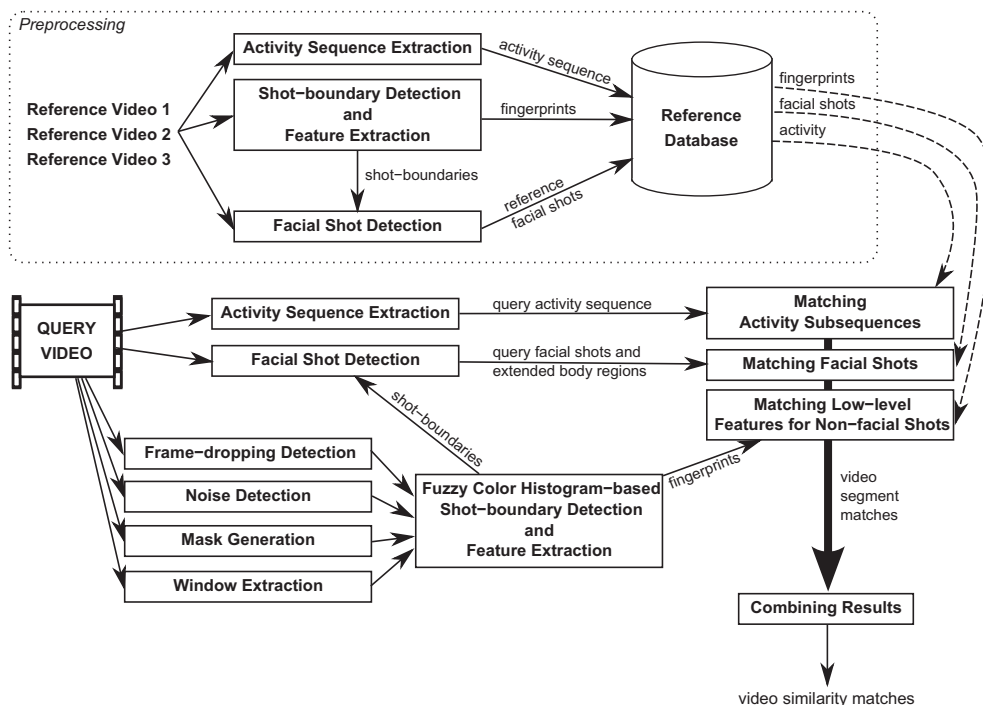 Preprocessing
Activity Sequence Extraction
activity sequence
Reference Video 1
Reference Video 2
Reference Video 3
Shot−boundary Detection
and
Feature Extraction
fingerprints
shot−boundaries
Facial Shot Detection
reference
facial shots
Reference
Database
fingerprints
facial shots
activity
QUERY
VIDEO
Activity Sequence Extraction
query activity sequence
Matching
Activity Subsequences
Facial Shot Detection
query facial shots and
extended body regions
Matching Facial Shots
shot−boundaries
Matching Low−level
Features for Non−facial Shots
Frame−dropping Detection
Noise Detection
Mask Generation
Window Extraction
Fuzzy Color Histogram−based
Shot−boundary Detection
and
Feature Extraction
fingerprints
video
segment
matches
Combining Results
video similarity matches